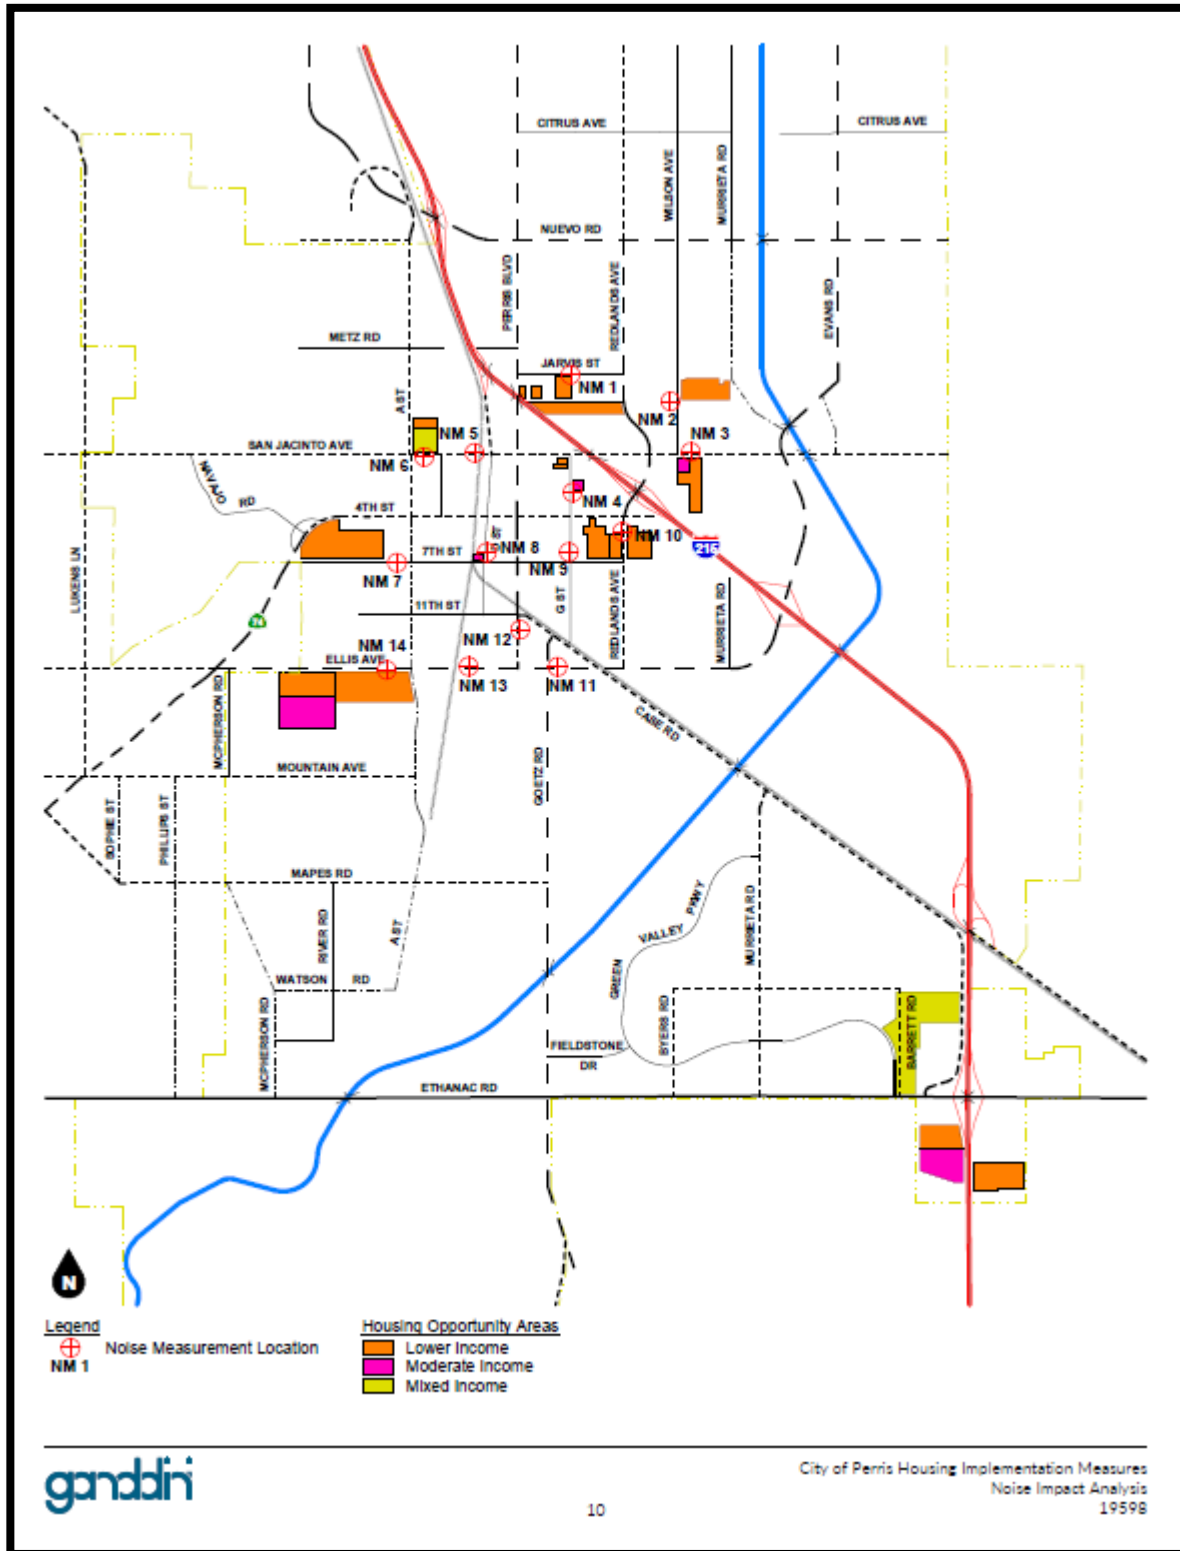 CITRUS AVE
CITRUS AVE
WILSON AVE
MURRIETA RD
NUEVO RD
PERRIS BLVD
REDLANDS AVE
EVANS RD
METZ RD
JARVIS ST
NM 1
A ST
NM 2
NM 5
NM 3
SAN JACINTO AVE
NM 6
NAVAJO
RD
NM 4
4TH ST
ST
NM 10
NM 8
7TH ST
215
NM 9
LUKENS LN
NM 7
G ST
REDLANDS AVE
MURRIETA RD
11TH ST
74
NM 12
NM 14
ELLIS AVE
NM 13
NM 11
MCPHERSON RD
CASE RD
MOUNTAIN AVE
GOETZ RD
SOPHIE ST
PHILLIPS ST
MAPES RD
RIVER RD
A ST
PKWY
VALLEY
GREEN
MURRIETA RD
WATSON RD
MCPHERSON RD
BYERS RD
BARRETT RD
FIELDSTONE
DR
ETHANAC RD
N
Legend
Noise Measurement Location
NM 1
Housing Opportunity Areas
Lower Income
Moderate Income
Mixed Income
ganddini
City of Perris Housing Implementation Measures
Noise Impact Analysis
19598
10